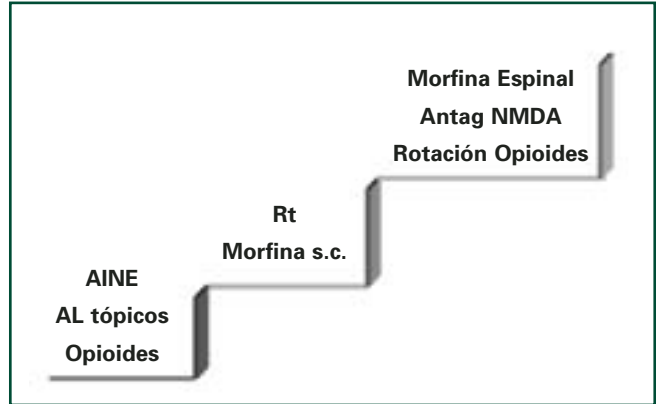 AINE
AL tópicos
Opioides
Rt
Morfina s.c.
Morfina Espinal
Antag NMDA
Rotación Opioides